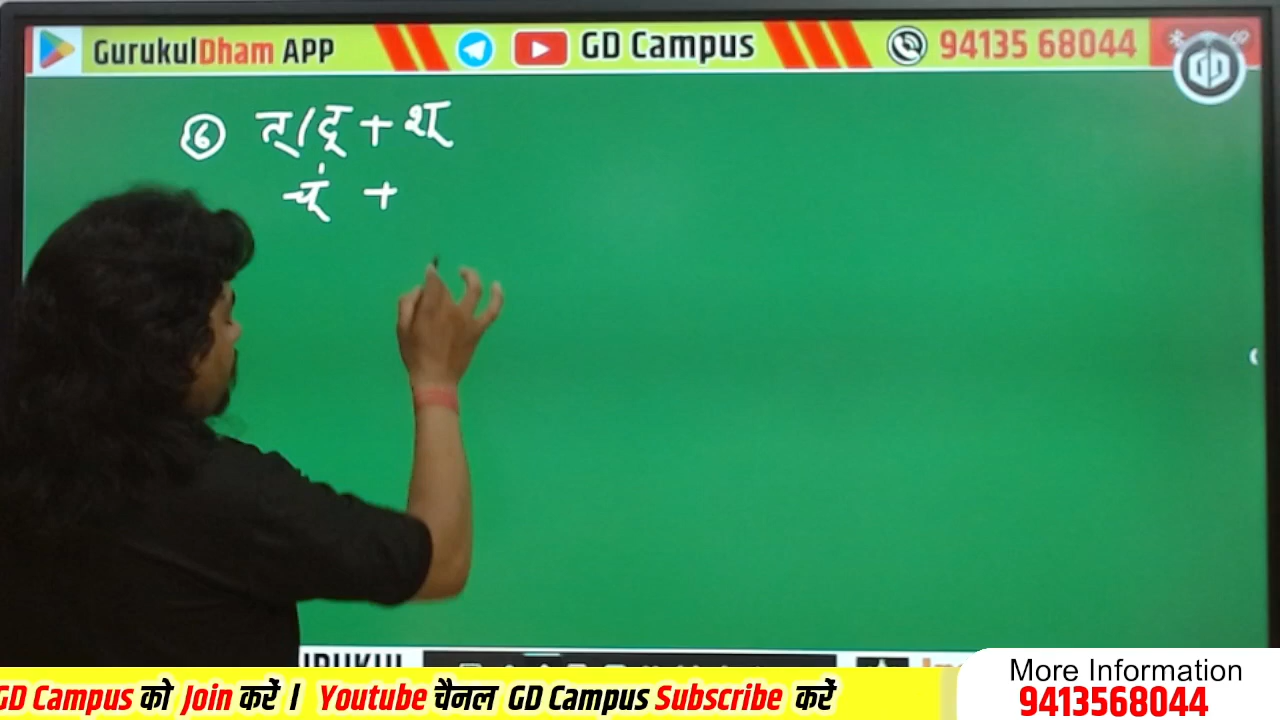 GurukulDham APP GD Campus 94135 68044
GD
6 त्/द् + श्
च् +
GD Campus को Join करें । Youtube चैनल GD Campus Subscribe करें
More Information
9413568044